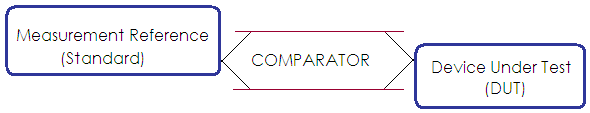 Measurement Reference
(Standard)
COMPARATOR
Device Under Test
(DUT)